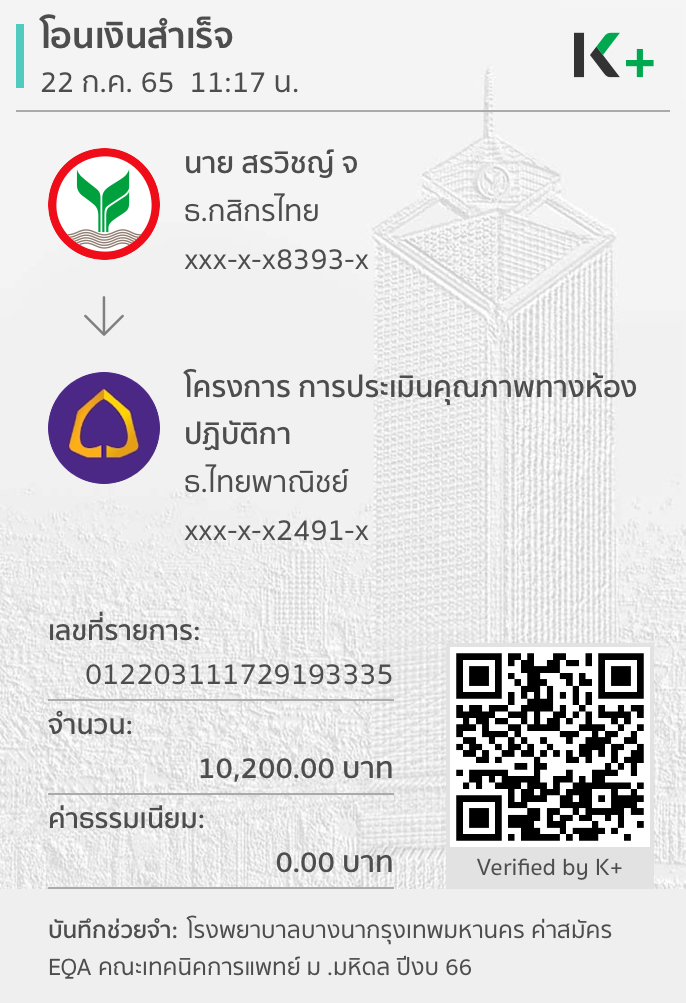 โอนเงินสำเร็จ
22 ก.ค. 65 11:17 น.
K+
นาย สรวิชญ์ จ
ธ.กสิกรไทย
xxx-x-x8393-x
โครงการ การประเมินคุณภาพทางห้อง
ปฏิบัติกา
ธ.ไทยพาณิชย์
xxx-x-x2491-x
เลขที่รายการ:
012203111729193335
จำนวน:
10,200.00 บาท
ค่าธรรมเนียม:
0.00 บาท
Verified by K+
บันทึกช่วยจำ: โรงพยาบาลบางนากรุงเทพมหานคร ค่าสมัคร
EQA คณะเทคนิคการแพทย์ ม .มหิดล ปีงบ 66